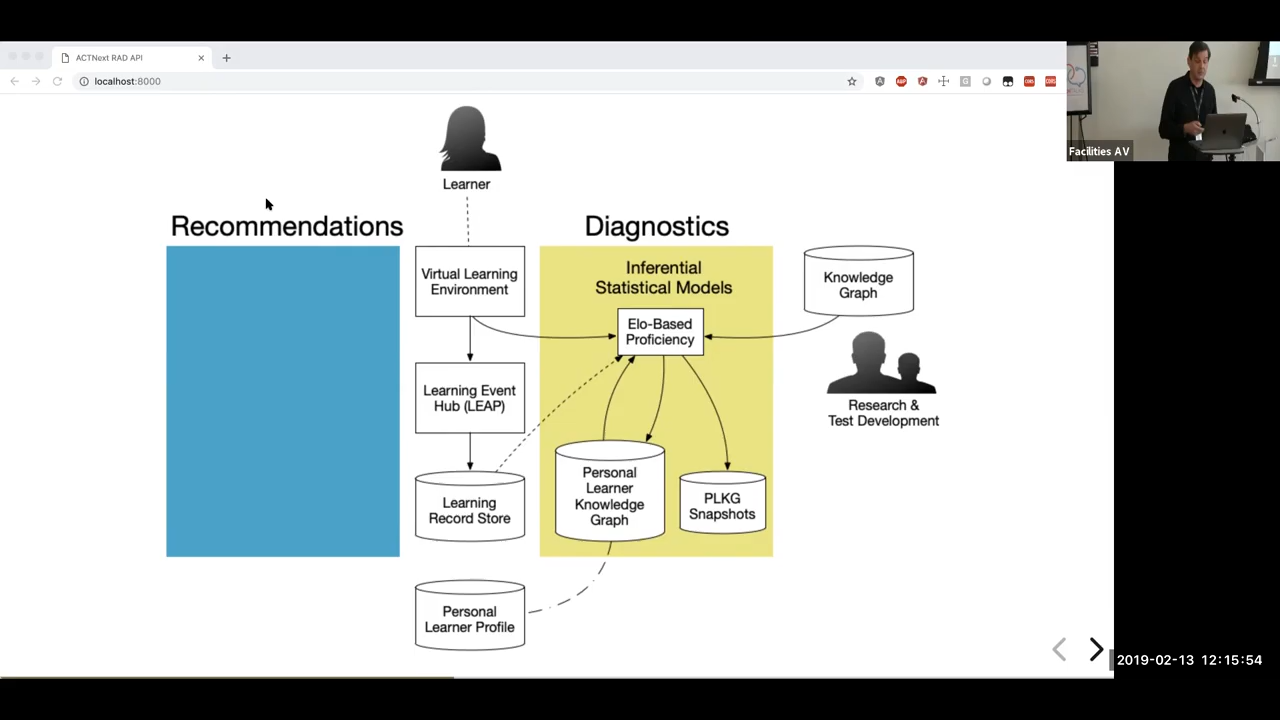 ACTNext RAD API
localhost:8000
ABP
Facilities AV
Learner
Recommendations
Diagnostics
Virtual Learning
Environment
Inferential
Statistical Models
Knowledge
Graph
Elo-Based
Proficiency
Learning Event
Hub (LEAP)
Research &
Test Development
Learning
Record Store
Personal
Learner
Knowledge
Graph
PLKG
Snapshots
Personal
Learner Profile
2019-02-13 12:15:54